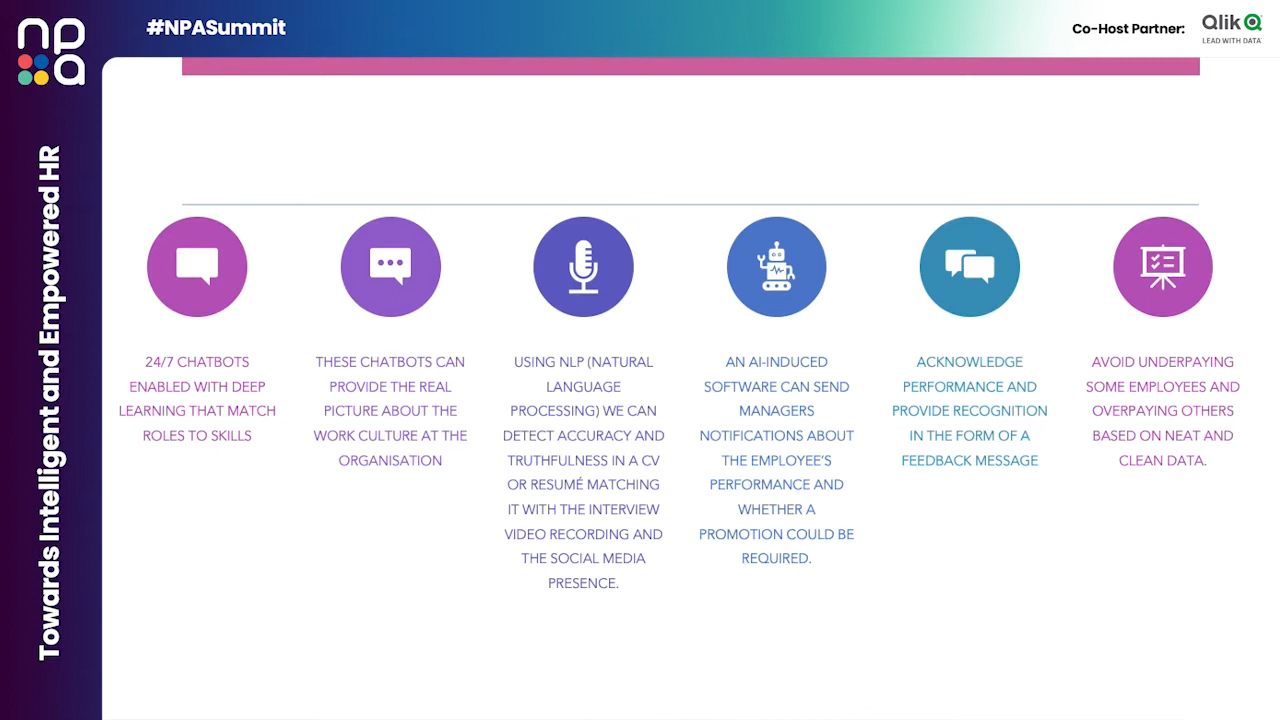 npa
#NPASummit
Co-Host Partner:
Qlik
LEAD WITH DATA™
Towards Intelligent and Empowered HR
24/7 CHATBOTS
ENABLED WITH DEEP
LEARNING THAT MATCH
ROLES TO SKILLS
THESE CHATBOTS CAN
PROVIDE THE REAL
PICTURE ABOUT THE
WORK CULTURE AT THE
ORGANISATION
USING NLP (NATURAL
LANGUAGE
PROCESSING) WE CAN
DETECT ACCURACY AND
TRUTHFULNESS IN A CV
OR RESUMÉ MATCHING
IT WITH THE INTERVIEW
VIDEO RECORDING AND
THE SOCIAL MEDIA
PRESENCE.
AN AI-INDUCED
SOFTWARE CAN SEND
MANAGERS
NOTIFICATIONS ABOUT
THE EMPLOYEE'S
PERFORMANCE AND
WHETHER A
PROMOTION COULD BE
REQUIRED.
ACKNOWLEDGE
PERFORMANCE AND
PROVIDE RECOGNITION
IN THE FORM OF A
FEEDBACK MESSAGE
AVOID UNDERPAYING
SOME EMPLOYEES AND
OVERPAYING OTHERS
BASED ON NEAT AND
CLEAN DATA.